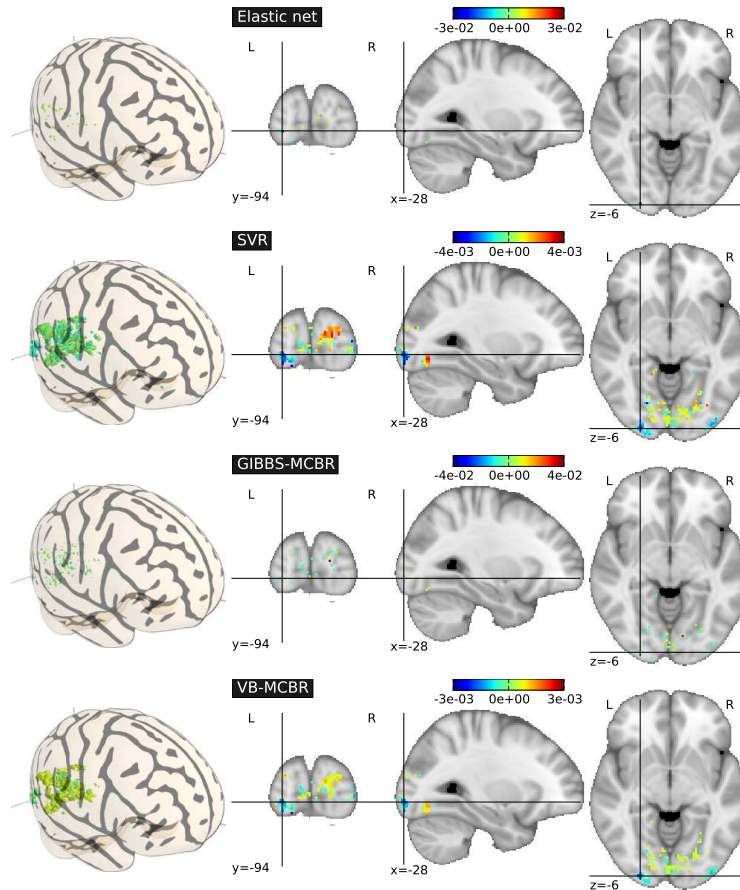 Elastic net
-3e-02 0e+00 3e-02
L R L R
y=-94 x=-28 z=-6
SVR
-4e-03 0e+00 4e-03
L R L R
y=-94 x=-28 z=-6
GIBBS-MCBR
-4e-02 0e+00 4e-02
L R L R
y=-94 x=-28 z=-6
VB-MCBR
-3e-03 0e+00 3e-03
L R L R
y=-94 x=-28 z=-6